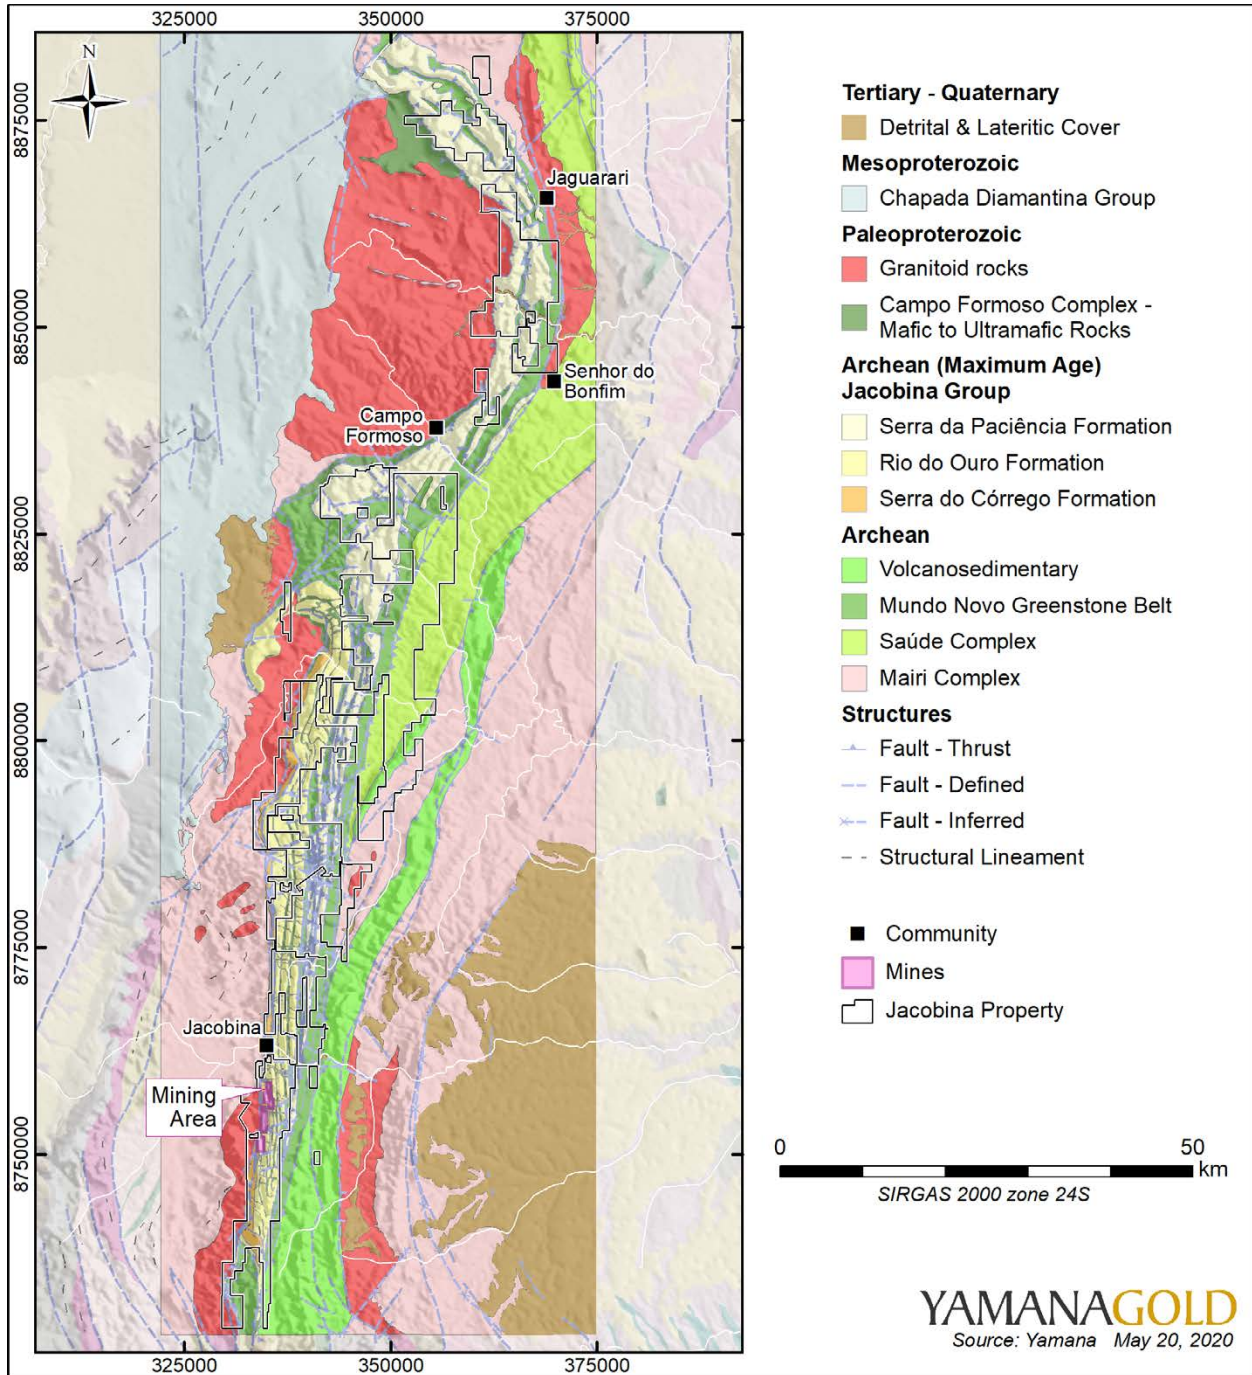 325000
350000
375000
N
8875000
8850000
8825000
8800000
8775000
8750000
Jaguarari
Senhor do
Bonfim
Campo
Formoso
Jacobina
Mining
Area
325000
350000
375000
Tertiary - Quaternary
Detrital & Lateritic Cover
Mesoproterozoic
Chapada Diamantina Group
Paleoproterozoic
Granitoid rocks
Campo Formoso Complex -
Mafic to Ultramafic Rocks
Archean (Maximum Age)
Jacobina Group
Serra da Paciência Formation
Rio do Ouro Formation
Serra do Córrego Formation
Archean
Volcanosedimentary
Mundo Novo Greenstone Belt
Saúde Complex
Mairi Complex
Structures
Fault - Thrust
Fault - Defined
Fault - Inferred
Structural Lineament
Community
Mines
Jacobina Property
0 50
km
SIRGAS 2000 zone 24S
YAMANAGOLD
Source: Yamana May 20, 2020